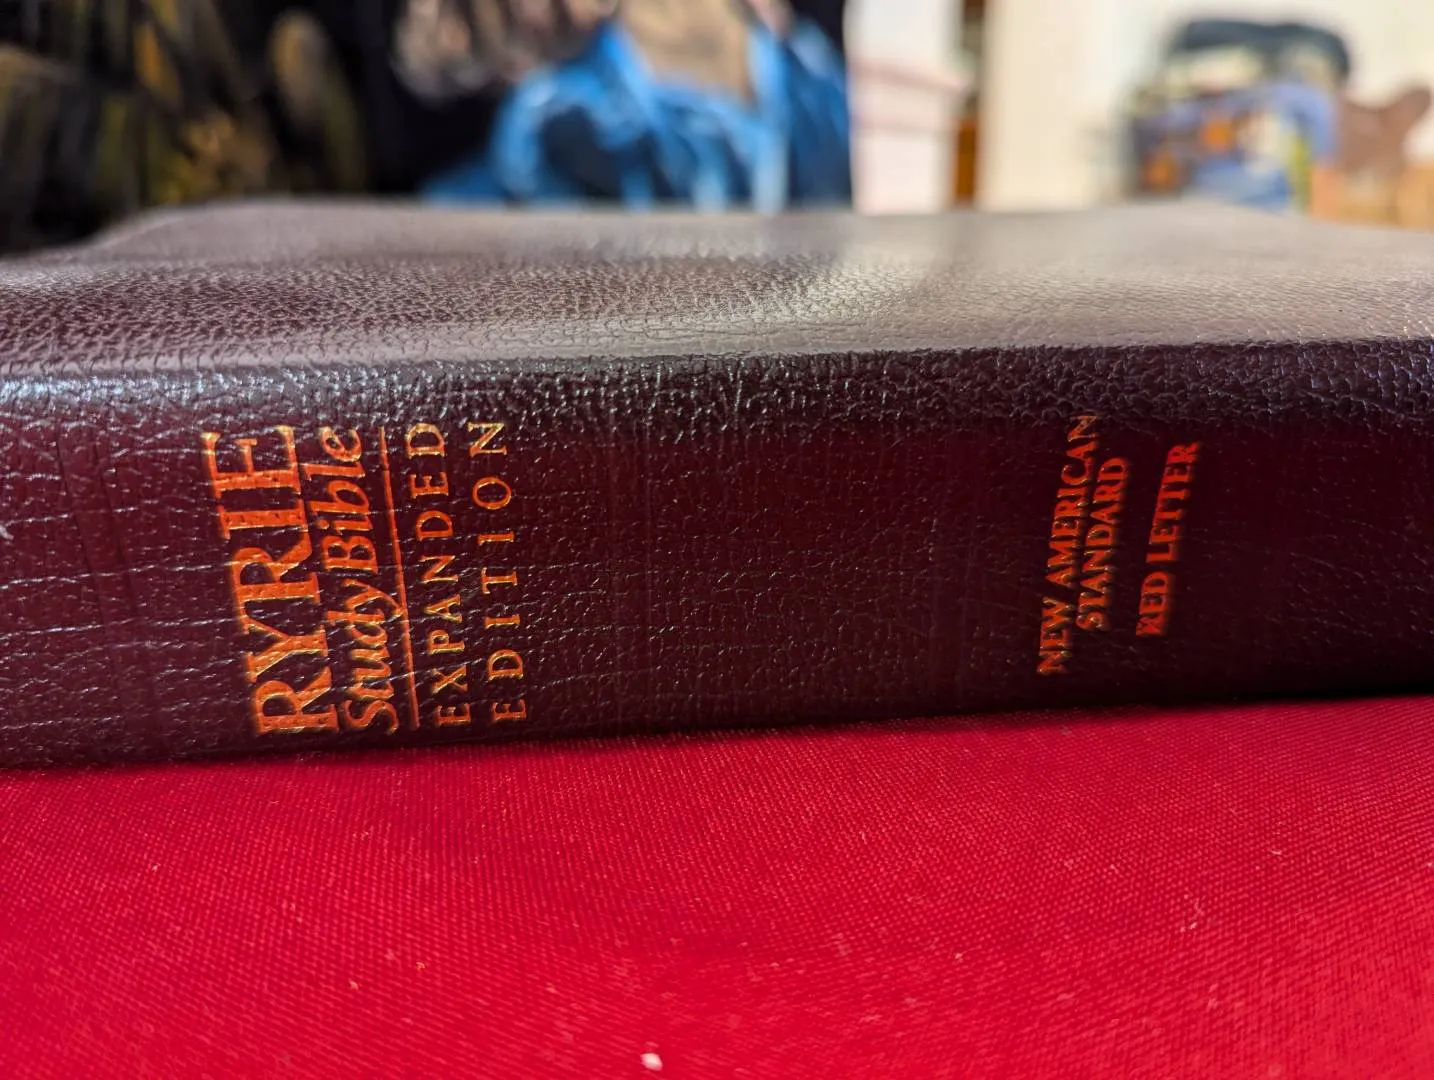 RYRIE
Study Bible
EXPANDED
EDITION
NEW AMERICAN
STANDARD
RED LETTER